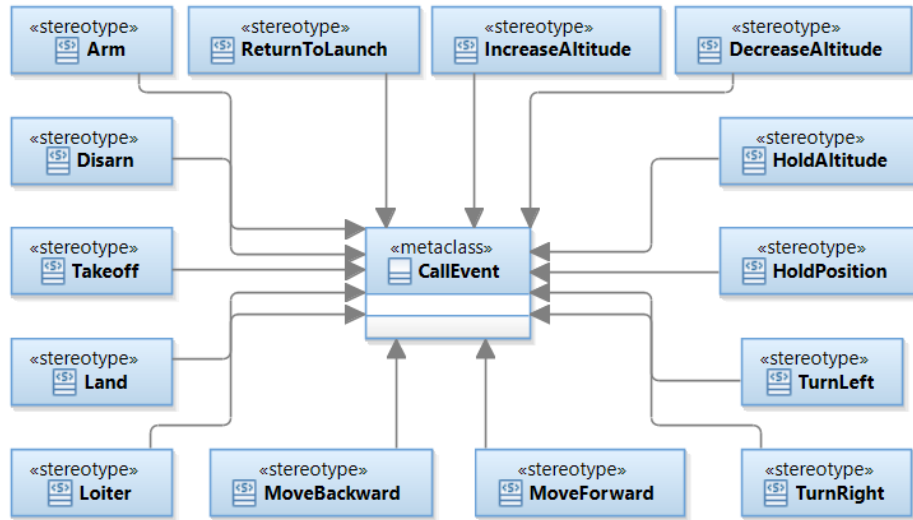 «stereotype»
Arm
«stereotype»
ReturnToLaunch
«stereotype»
IncreaseAltitude
«stereotype»
DecreaseAltitude
«stereotype»
Disarn
«stereotype»
HoldAltitude
«metaclass»
CallEvent
«stereotype»
Takeoff
«stereotype»
HoldPosition
«stereotype»
Land
«stereotype»
TurnLeft
«stereotype»
Loiter
«stereotype»
MoveBackward
«stereotype»
MoveForward
«stereotype»
TurnRight